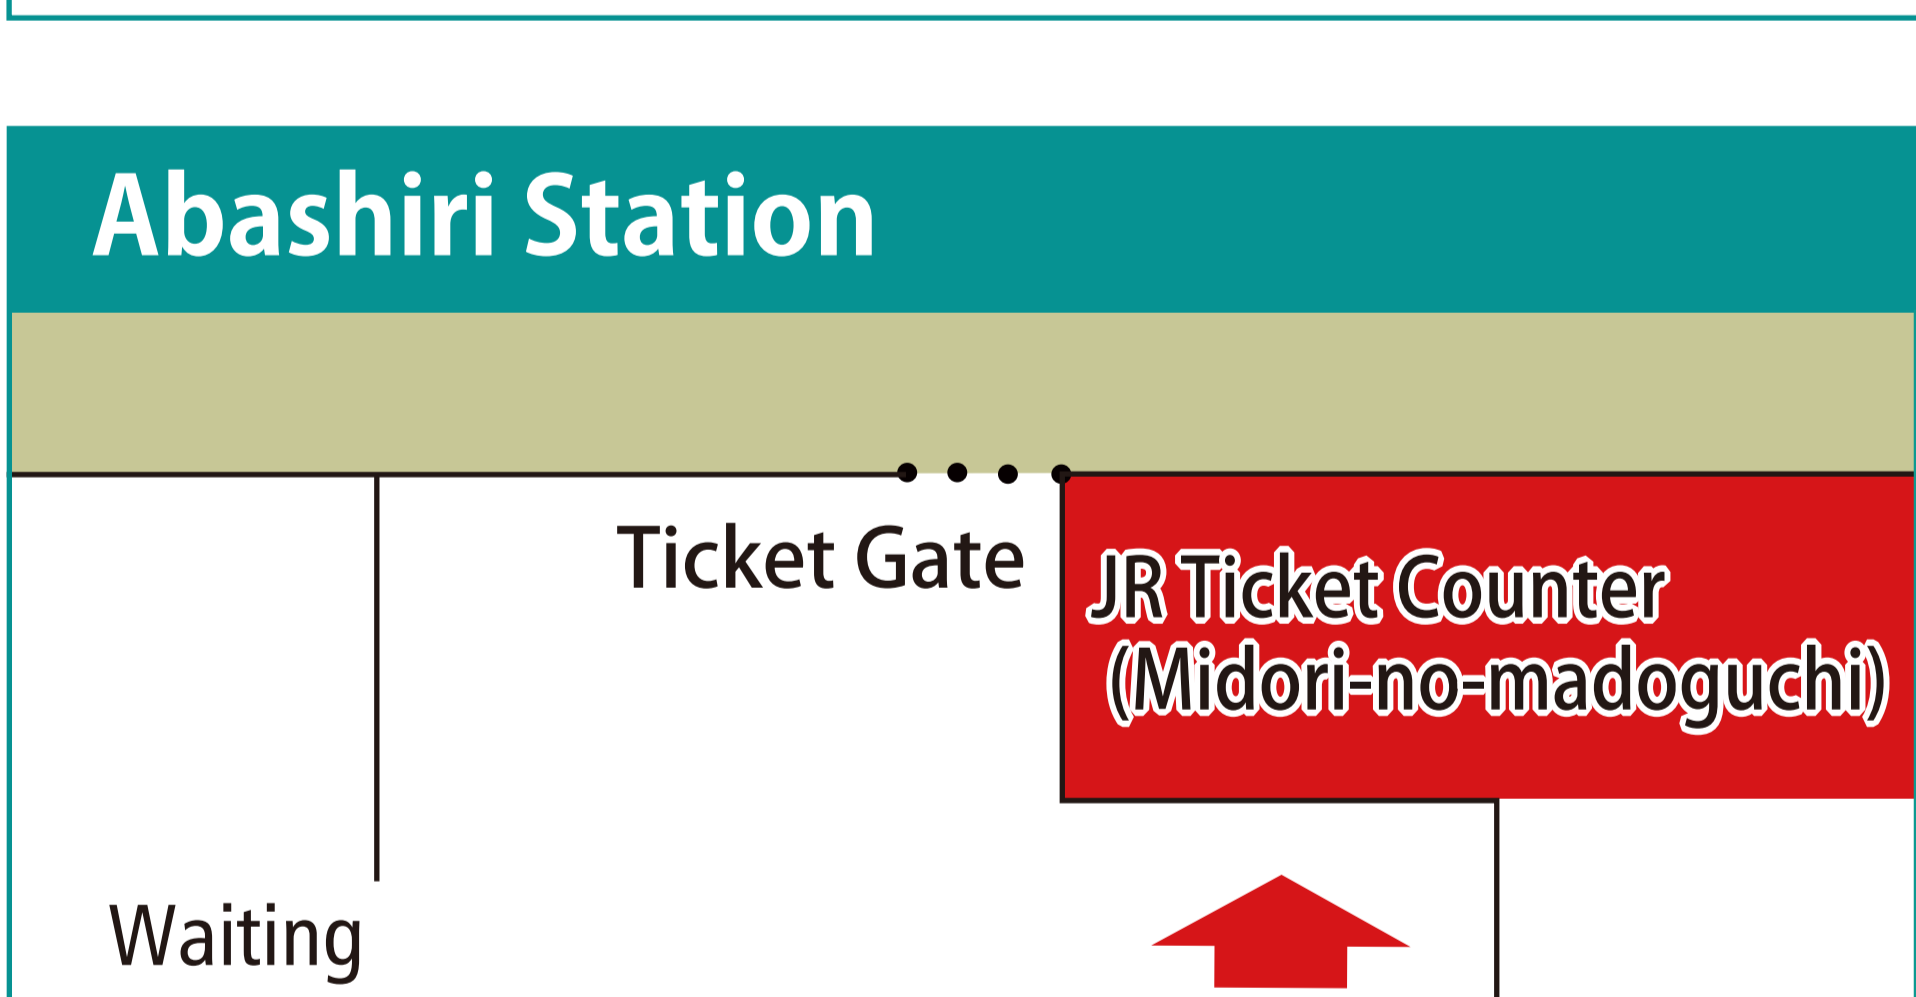 Abashiri Station
Ticket Gate
JR Ticket Counter
(Midori-no-madoguchi)
Waiting